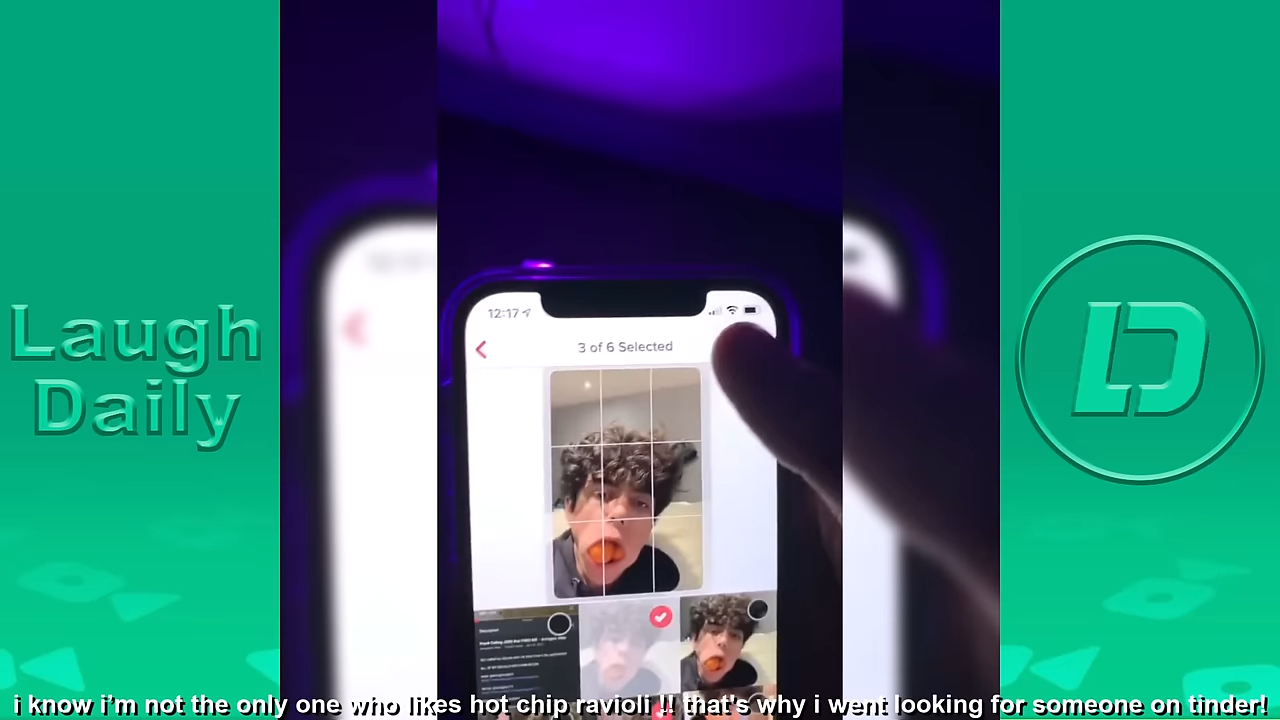 Laugh
Daily
12:17
3 of 6 Selected
LD
i know i'm not the only one who likes hot chip ravioli !! that's why i went looking for someone on tinder!